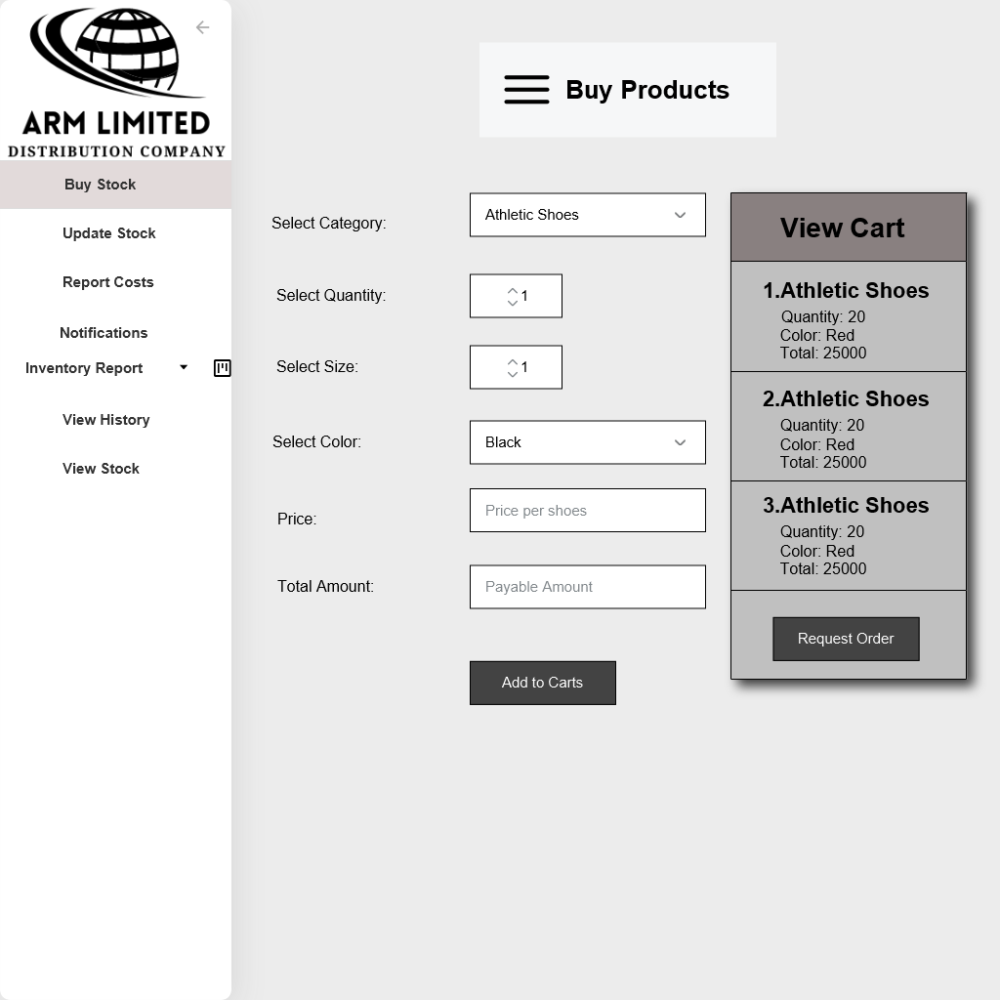 ARM LIMITED
DISTRIBUTION COMPANY
Buy Stock
Update Stock
Report Costs
Notifications
Inventory Report
View History
View Stock
Buy Products
Select Category:
Athletic Shoes
Select Quantity:
1
Select Size:
1
Select Color:
Black
Price:
Price per shoes
Total Amount:
Payable Amount
Add to Carts
View Cart
1.Athletic Shoes
Quantity: 20
Color: Red
Total: 25000
2.Athletic Shoes
Quantity: 20
Color: Red
Total: 25000
3.Athletic Shoes
Quantity: 20
Color: Red
Total: 25000
Request Order